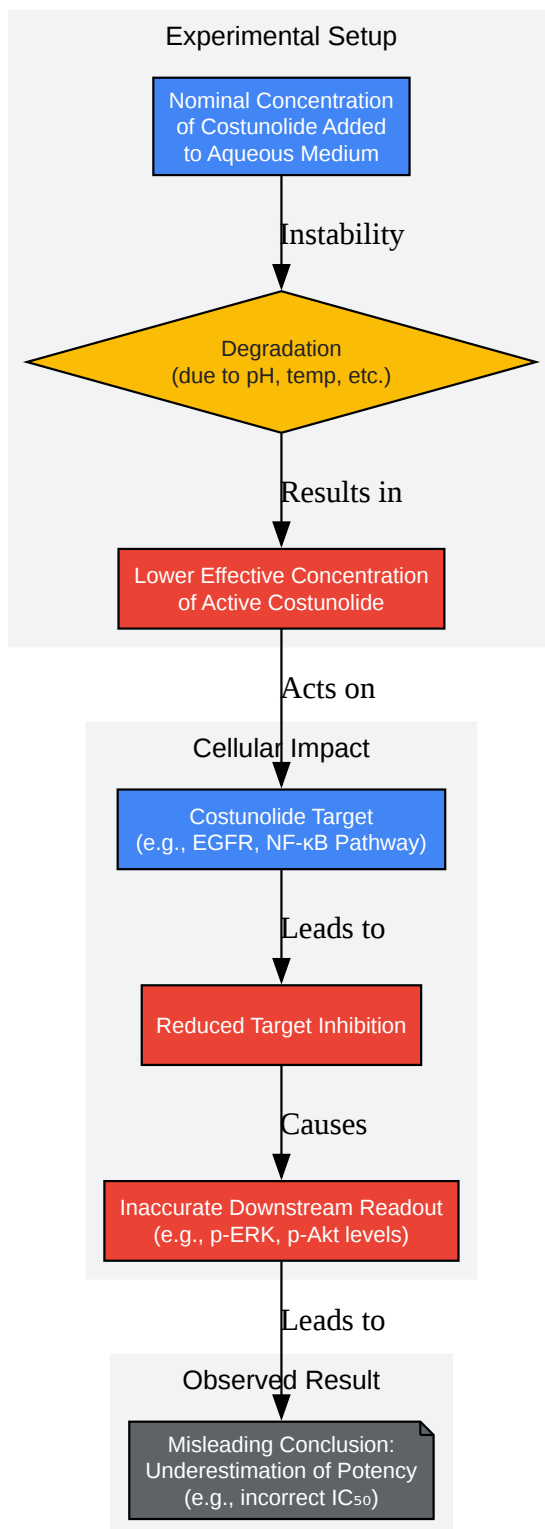 Experimental Setup
Nominal Concentration
of Costunolide Added
to Aqueous Medium
Instability
Degradation
(due to pH, temp, etc.)
Results in
Lower Effective Concentration
of Active Costunolide
Acts on
Cellular Impact
Costunolide Target
(e.g., EGFR, NF-κB Pathway)
Leads to
Reduced Target Inhibition
Causes
Inaccurate Downstream Readout
(e.g., p-ERK, p-Akt levels)
Leads to
Observed Result
Misleading Conclusion:
Underestimation of Potency
(e.g., incorrect IC₅₀)